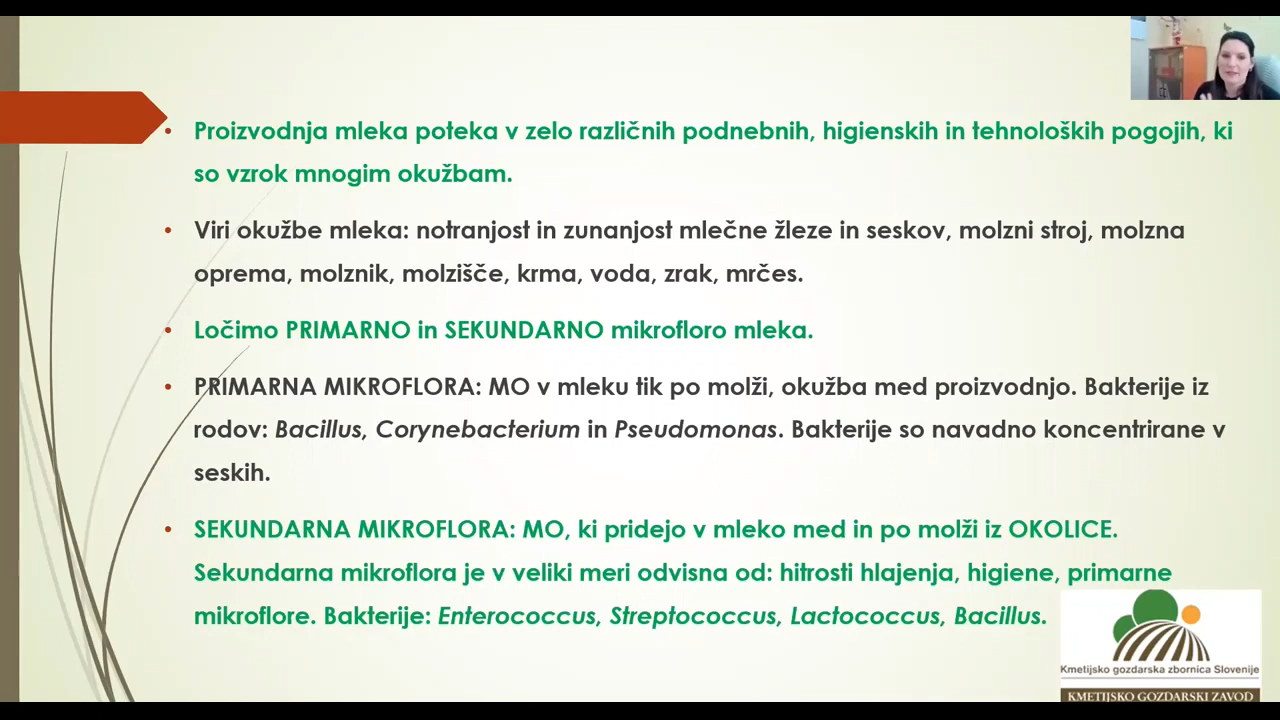 Proizvodnja mleka poteka v zelo različnih podnebnih, higienskih in tehnoloških pogojih, ki
so vzrok mnogim okužbam.
Viri okužbe mleka: notranjost in zunanjost mlečne žleze in seskov, molzni stroj, molzna
oprema, molznik, molzišče, krma, voda, zrak, mrčes.
Ločimo PRIMARNO in SEKUNDARNO mikrofloro mleka.
PRIMARNA MIKROFLORA: MO v mleku tik po molži, okužba med proizvodnjo. Bakterije iz
rodov: Bacillus, Corynebacterium in Pseudomonas. Bakterije so navadno koncentrirane v
seskih.
SEKUNDARNA MIKROFLORA: MO, ki pridejo v mleko med in po molži iz OKOLICE.
Sekundarna mikroflora je v veliki meri odvisna od: hitrosti hlajenja, higiene, primarne
mikroflore. Bakterije: Enterococcus, Streptococcus, Lactococcus, Bacillus.
Kmetijsko gozdarska zbornica Slovenije
KMETIJSKO GOZDARSKI ZAVOD